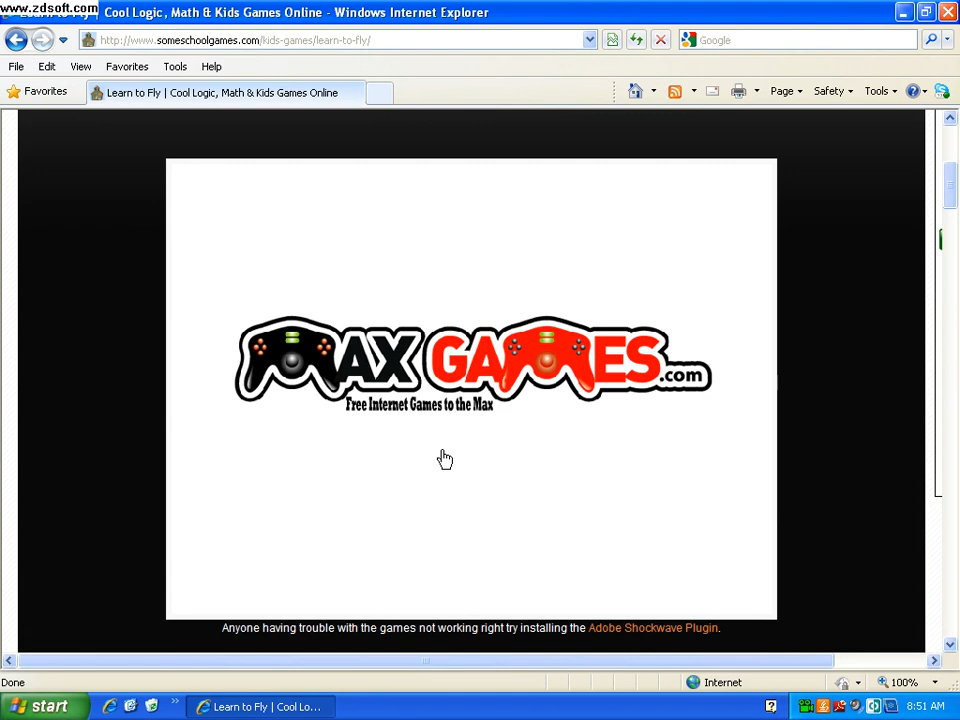 www.zdsoft.com
Cool Logic, Math & Kids Games Online - Windows Internet Explorer
http://www.someschoolgames.com/kids-games/learn-to-fly/
Google
File Edit View Favorites Tools Help
Favorites
Learn to Fly | Cool Logic, Math & Kids Games Online
Page Safety Tools
MAX GAMES.com
Free Internet Games to the Max
Anyone having trouble with the games not working right try installing the Adobe Shockwave Plugin.
Done
Internet
100%
start
Learn to Fly | Cool Lo...
8:51 AM